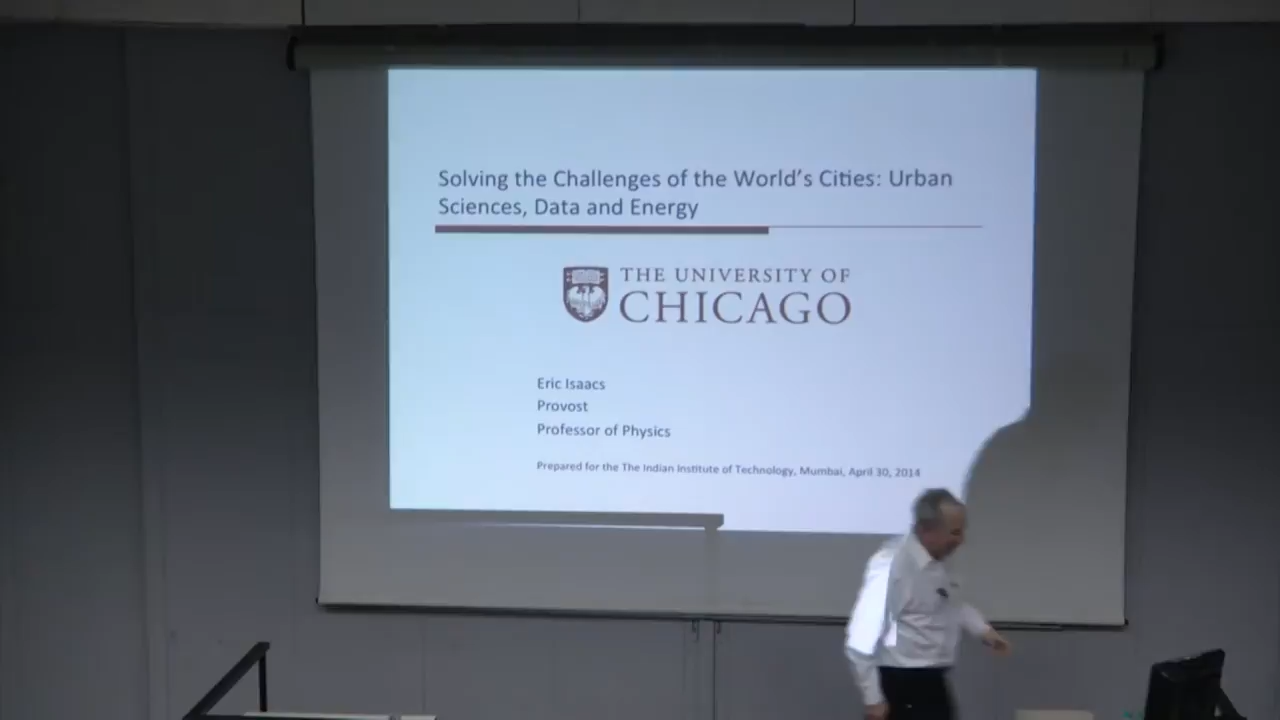 Solving the Challenges of the World's Cities: Urban
Sciences, Data and Energy
THE UNIVERSITY OF
CHICAGO
Eric Isaacs
Provost
Professor of Physics
Prepared for the The Indian Institute of Technology, Mumbai, April 30, 2014